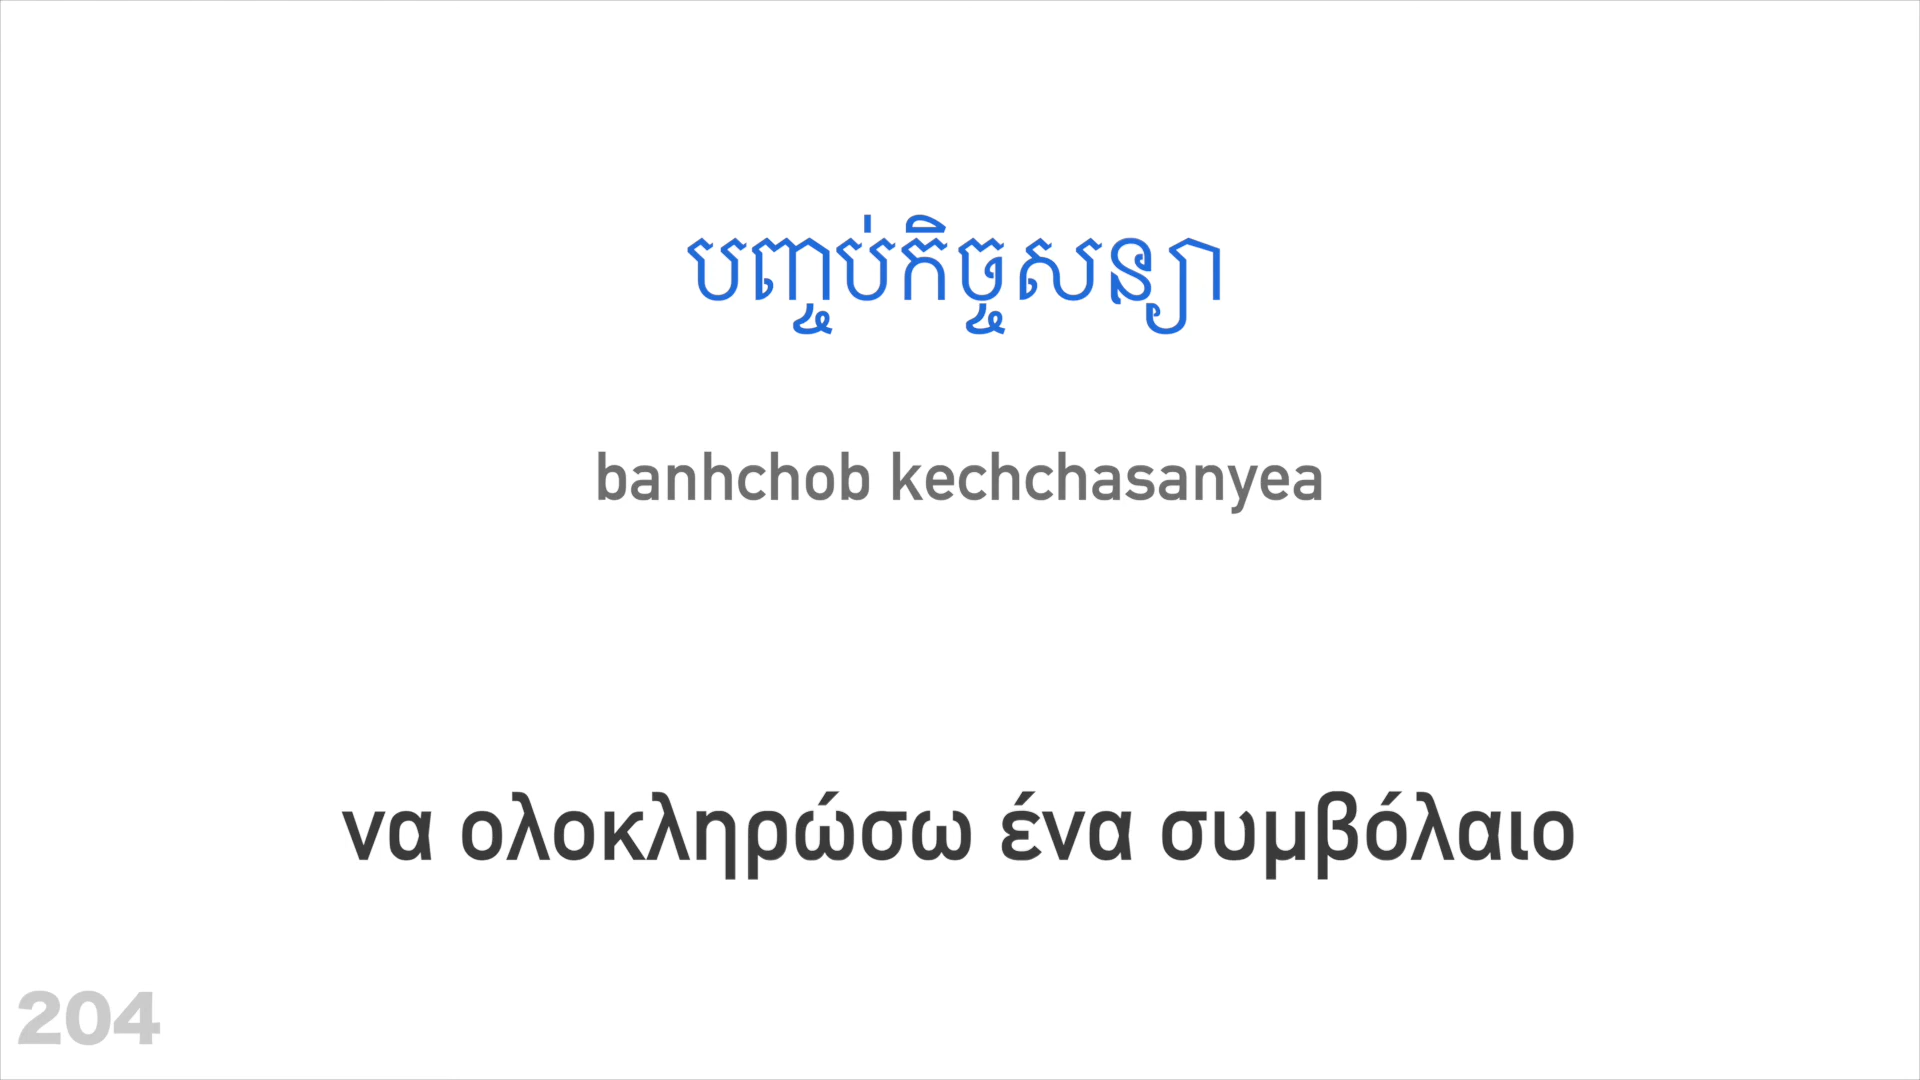 បញ្ចប់កិច្ចសន្យា
banhchob kechchasanyea
να ολοκληρώσω ένα συμβόλαιο
204